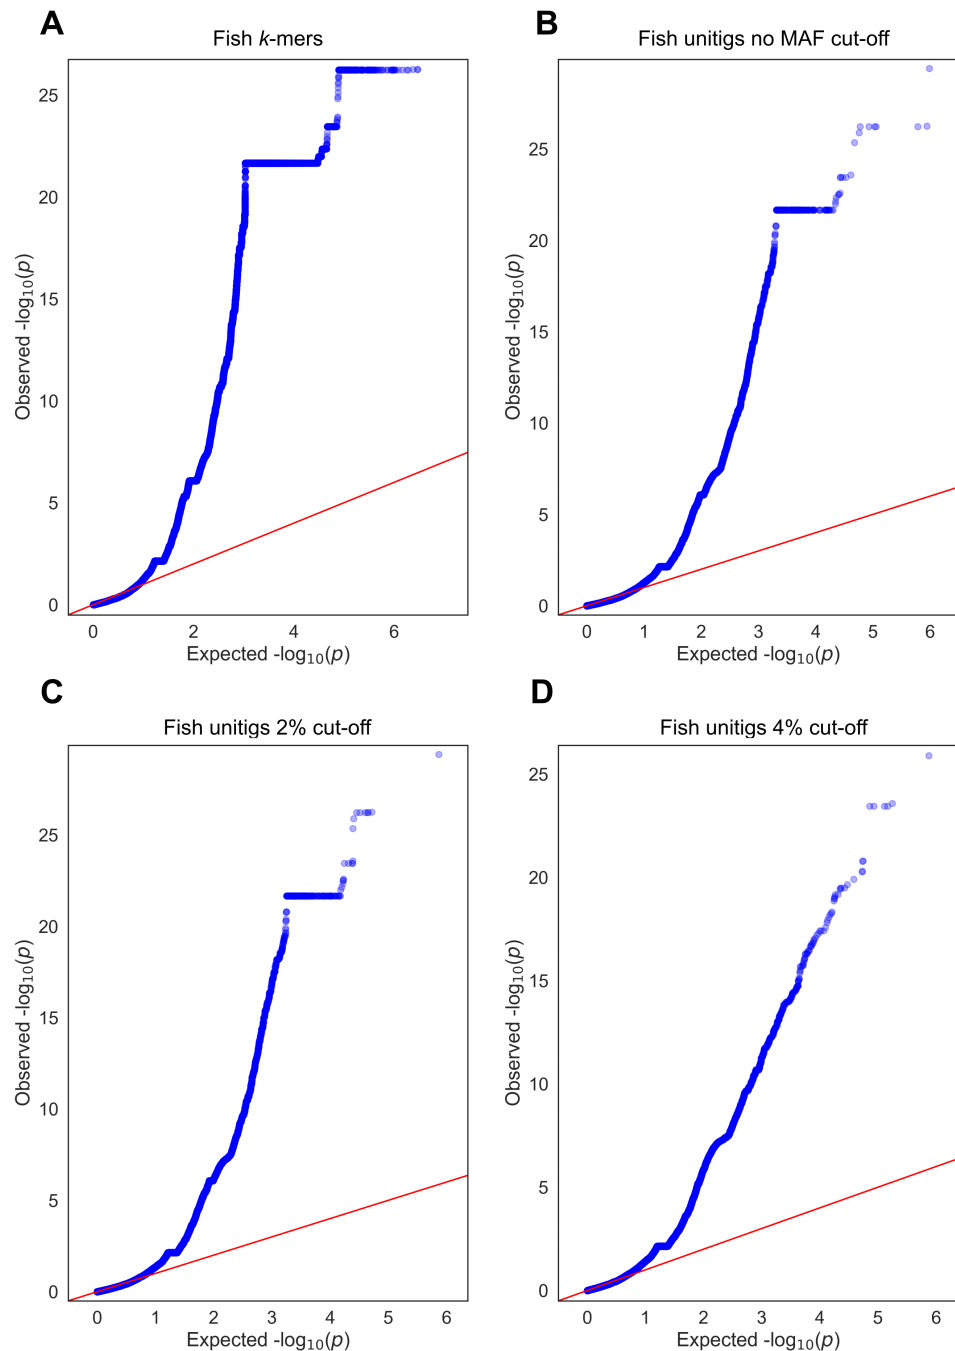 A
Fish k-mers
25
20
15
10
5
0
Observed -log₁₀(p)
0 2 4 6
Expected -log₁₀(p)
B
Fish unitigs no MAF cut-off
25
20
15
10
5
0
Observed -log₁₀(p)
0 1 2 3 4 5 6
Expected -log₁₀(p)
C
Fish unitigs 2% cut-off
25
20
15
10
5
0
Observed -log₁₀(p)
0 1 2 3 4 5 6
Expected -log₁₀(p)
D
Fish unitigs 4% cut-off
25
20
15
10
5
0
Observed -log₁₀(p)
0 1 2 3 4 5 6
Expected -log₁₀(p)